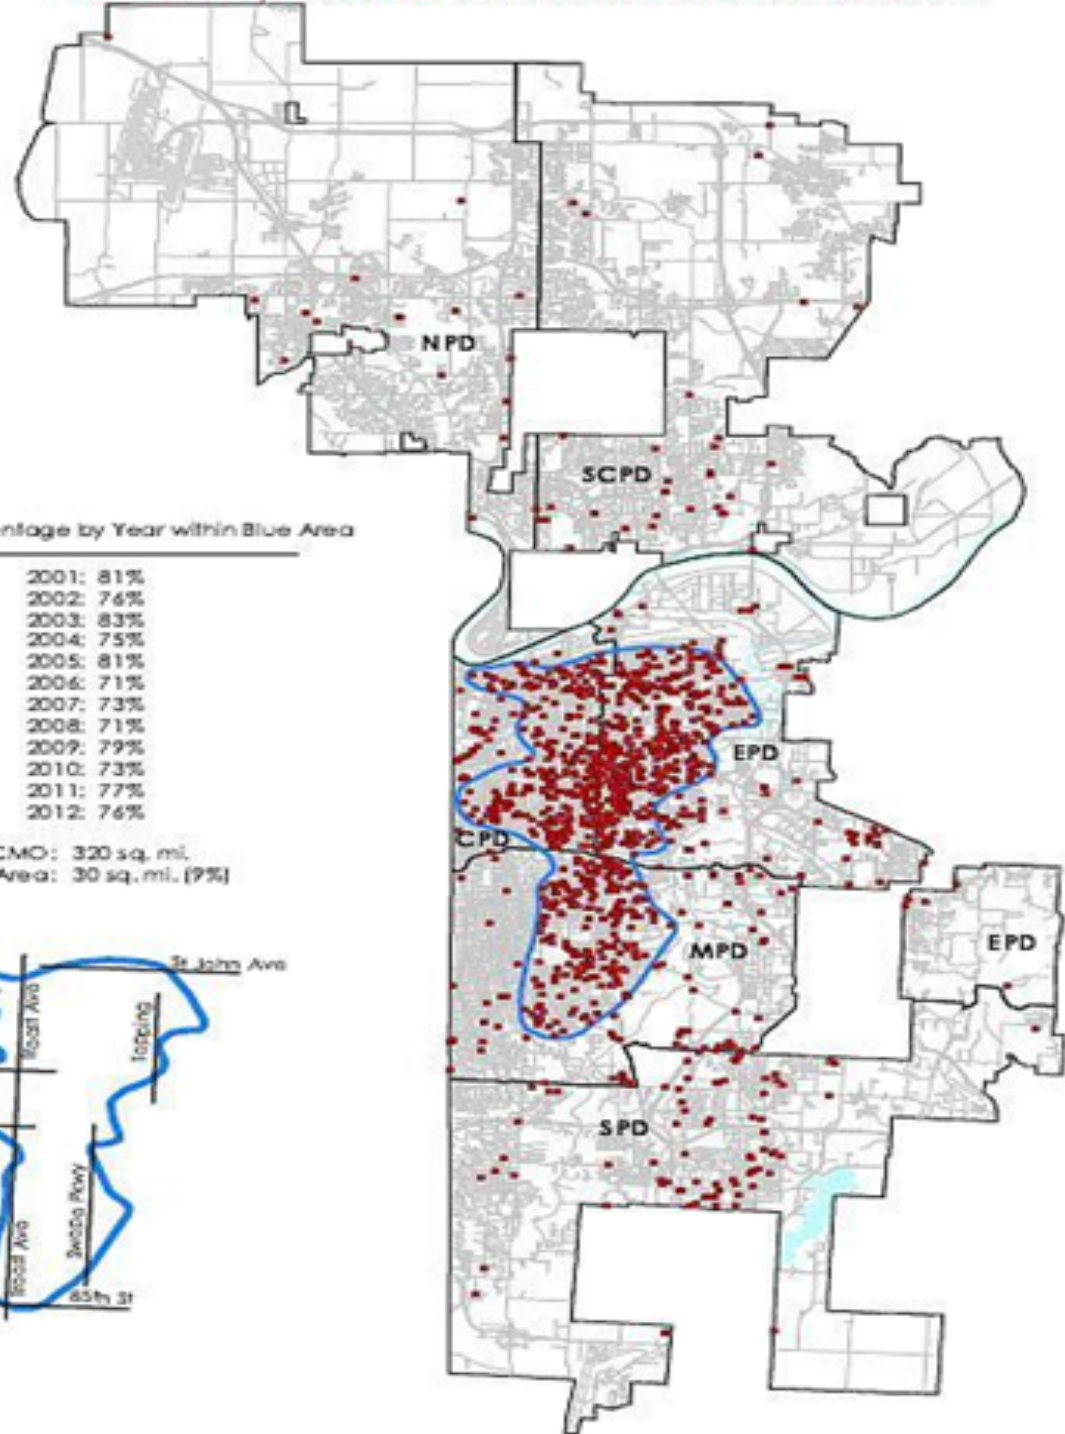 NPD
SCPD
entage by Year within Blue Area
2001: 81%
2002: 76%
2003: 83%
2004: 75%
2005: 81%
2006: 71%
2007: 73%
2008: 71%
2009: 79%
2010: 73%
2011: 77%
2012: 76%
CMO: 320 sq. mi.
Area: 30 sq. mi. (9%)
EPD
CPD
MPD
EPD
SPD
St John Ave
Topping
Swope Pkwy
85th St